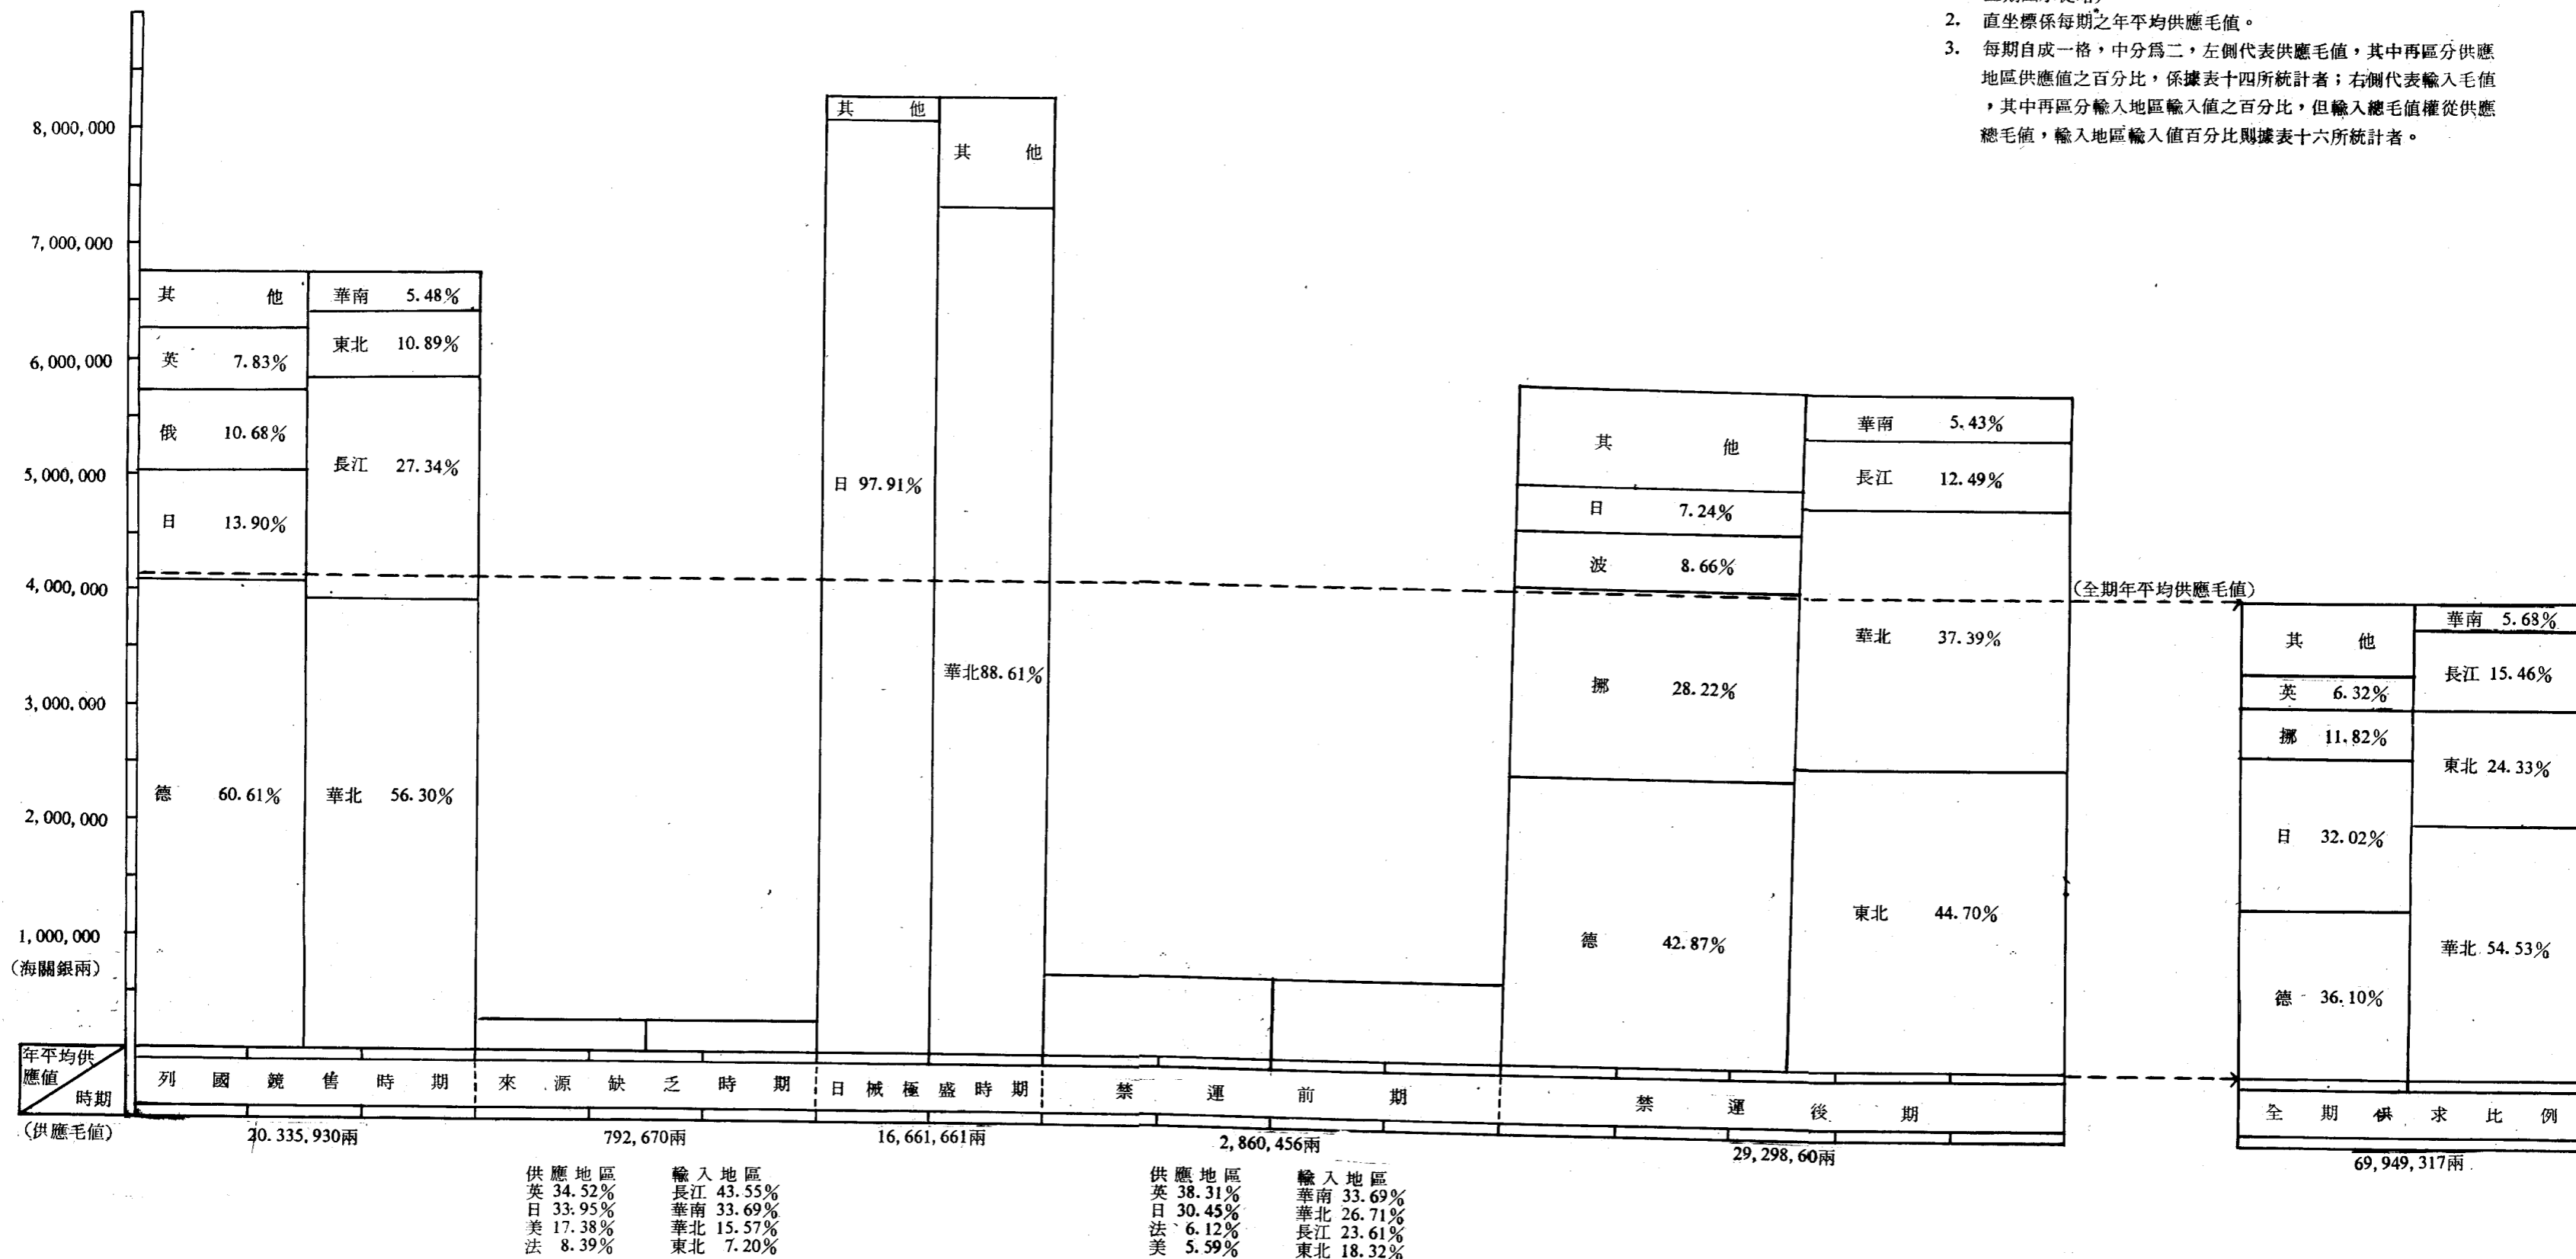 2. 直坐標係每期之年平均供應毛值。
3. 每期自成一格，中分爲二，左側代表供應毛值，其中再區分供應
地區供應值之百分比，係據表十四所統計者；右側代表輸入毛值
，其中再區分輸入地區輸入值之百分比，但輸入總毛值權從供應
總毛值，輸入地區輸入值百分比則據表十六所統計者。
8,000,000
7,000,000
6,000,000
5,000,000
4,000,000
3,000.000
2,000,000
1,000,000
（海關銀兩）
其 他
英 7.83%
俄 10.68%
日 13.90%
德 60.61%
華南 5.48%
東北 10.89%
長江 27.34%
華北 56.30%
其 他
日 97.91%
其 他
華北88.61%
其 他
日 7.24%
波 8.66%
挪 28.22%
德 42.87%
華南 5.43%
長江 12.49%
華北 37.39%
東北 44.70%
（全期年平均供應毛值）
其 他
英 6.32%
挪 11.82%
日 32.02%
德 36.10%
華南 5.68%
長江 15.46%
東北 24.33%
華北 54.53%
年平均供
應值
時期
列國鏡售時期
來源缺乏時期
日械極盛時期
禁運前期
禁運後期
全期供求比例
（供應毛值）
20.335,930兩
792,670兩
16,661,661兩
2,860,456兩
29,298,60兩
69,949,317兩
供應地區
英 34.52%
日 33.95%
美 17.38%
法 8.39%
輸入地區
長江 43.55%
華南 33.69%
華北 15.57%
東北 7.20%
供應地區
英 38.31%
日 30.45%
法 6.12%
美 5.59%
輸入地區
華南 33.69%
華北 26.71%
長江 23.61%
東北 18.32%